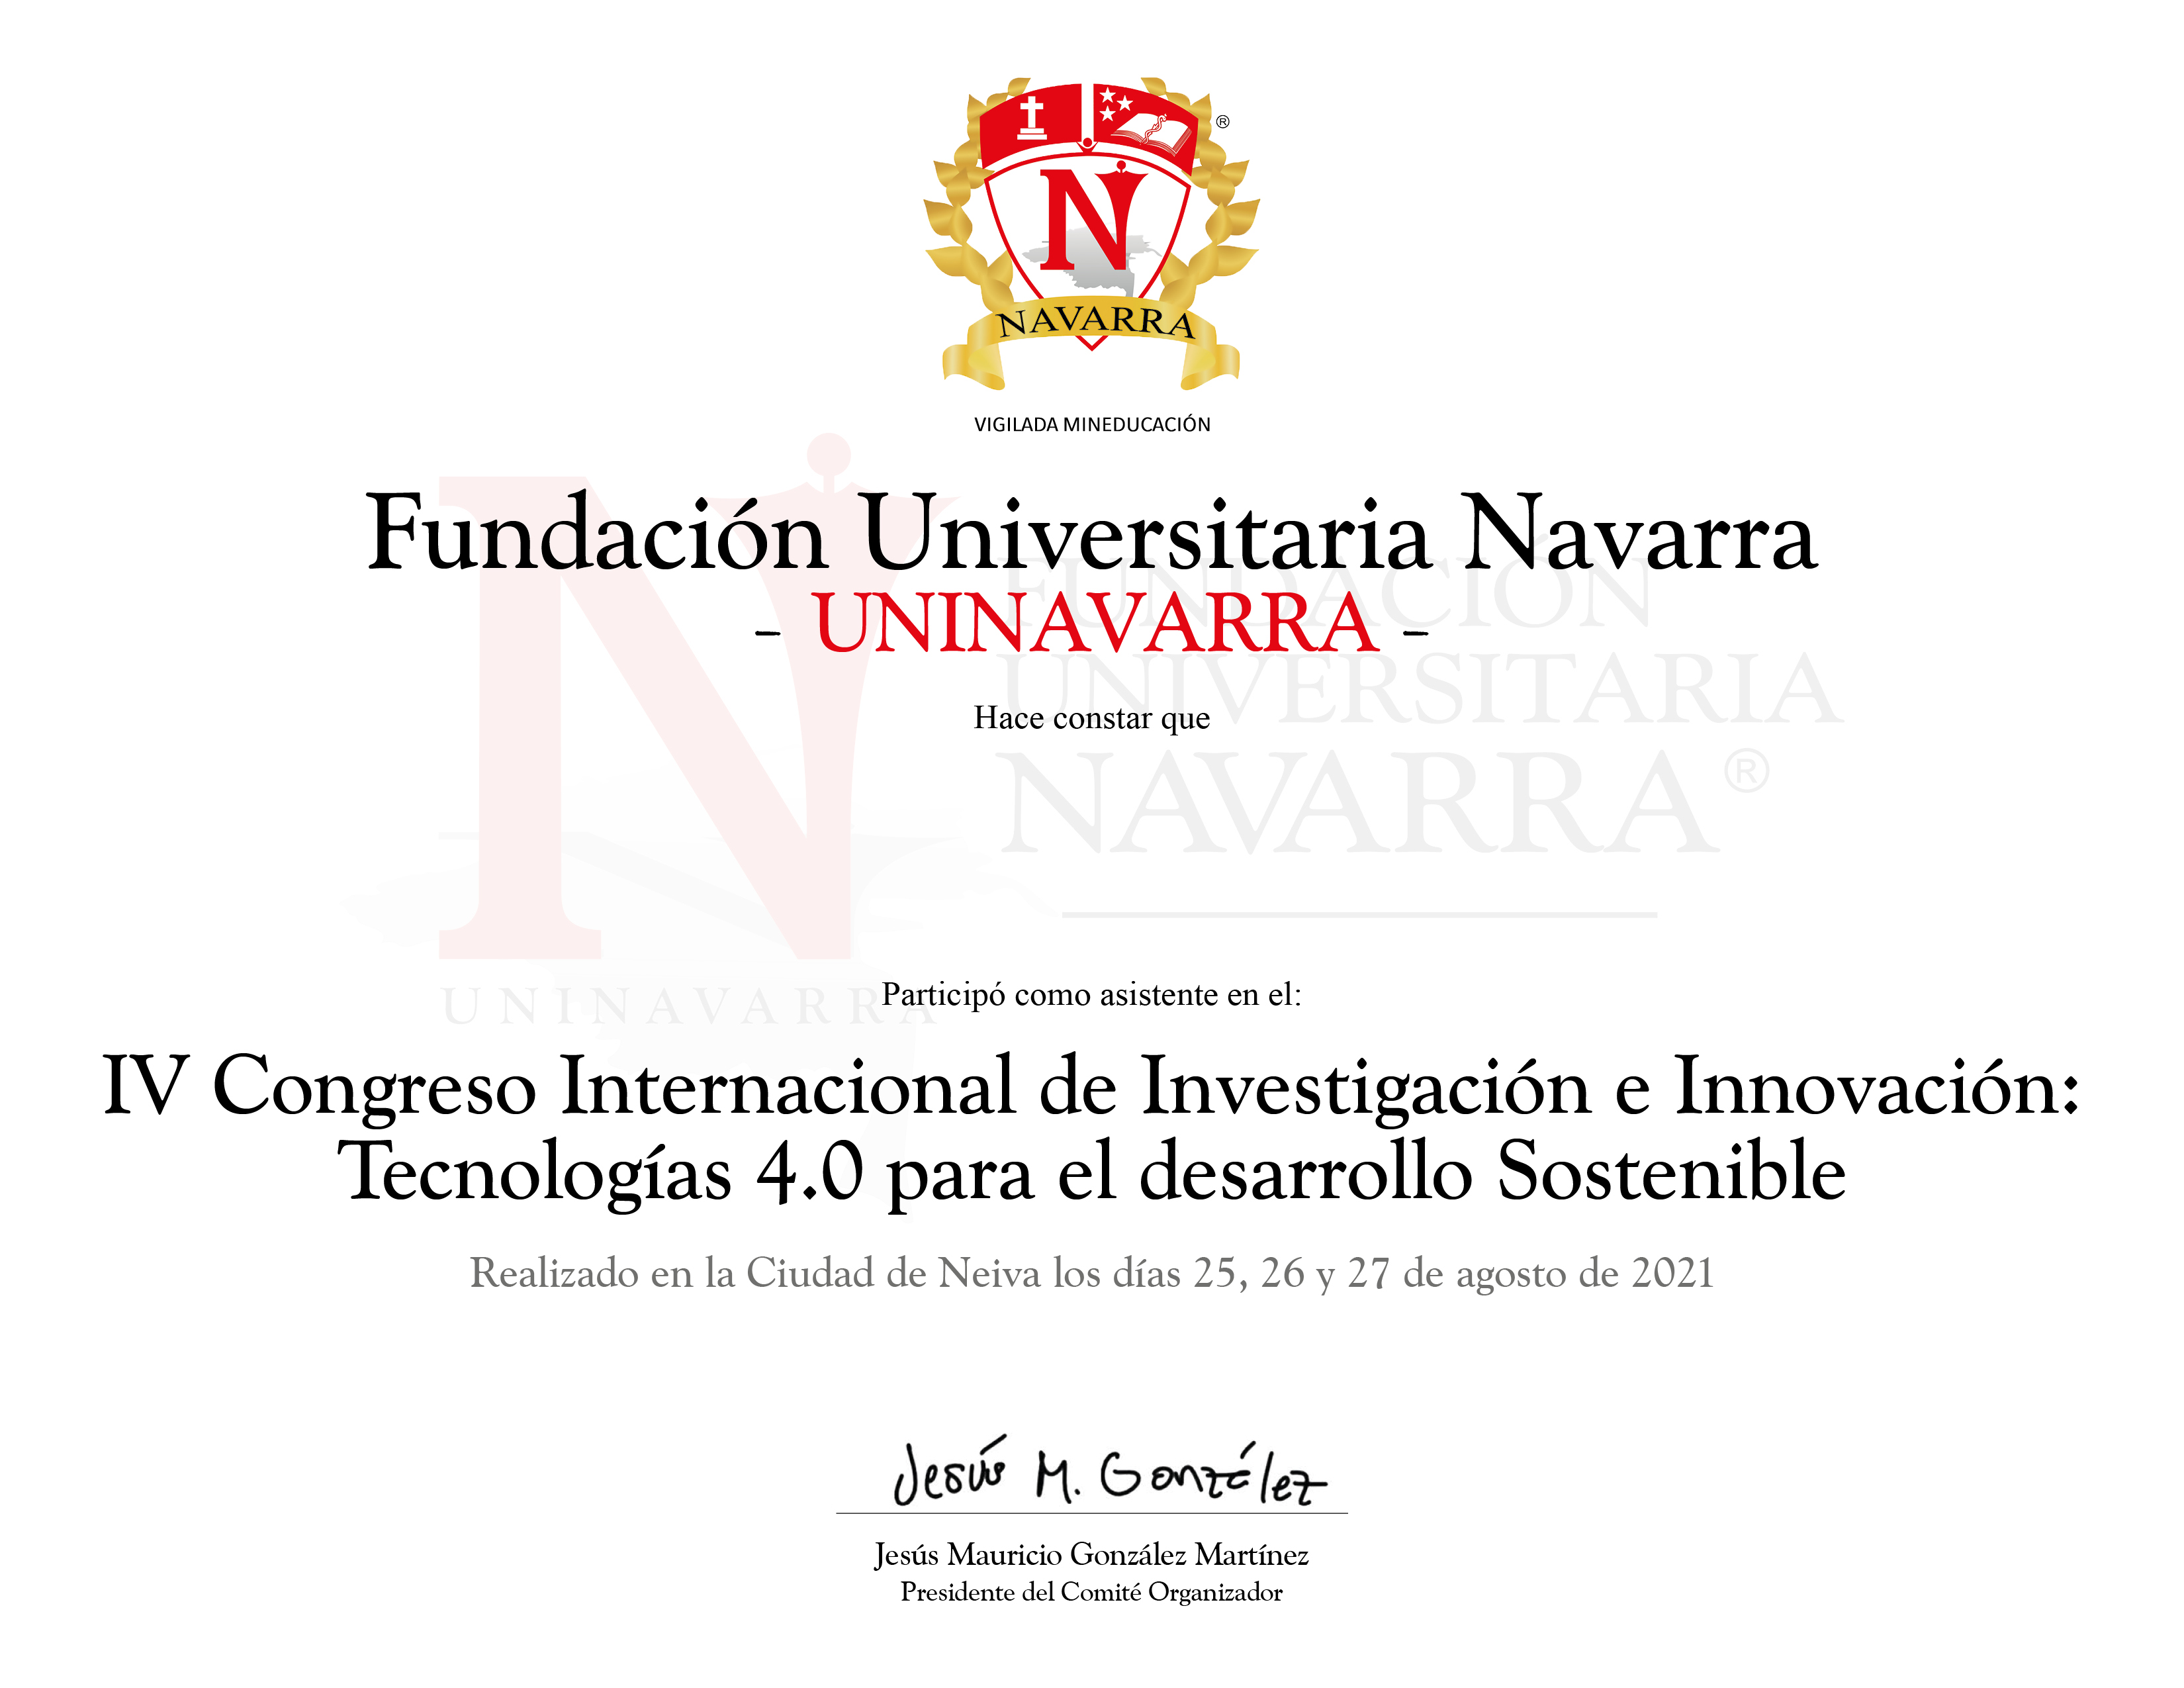 ®
N
NAVARRA
VIGILADA MINEDUCACIÓN
Fundación Universitaria Navarra
- UNINAVARRA -
Hace constar que
N
UNINAVARRA
FUNDACIÓN
UNIVERSITARIA
NAVARRA®
Participó como asistente en el:
IV Congreso Internacional de Investigación e Innovación:
Tecnologías 4.0 para el desarrollo Sostenible
Realizado en la Ciudad de Neiva los días 25, 26 y 27 de agosto de 2021
Jesús M. González
Jesús Mauricio González Martínez
Presidente del Comité Organizador